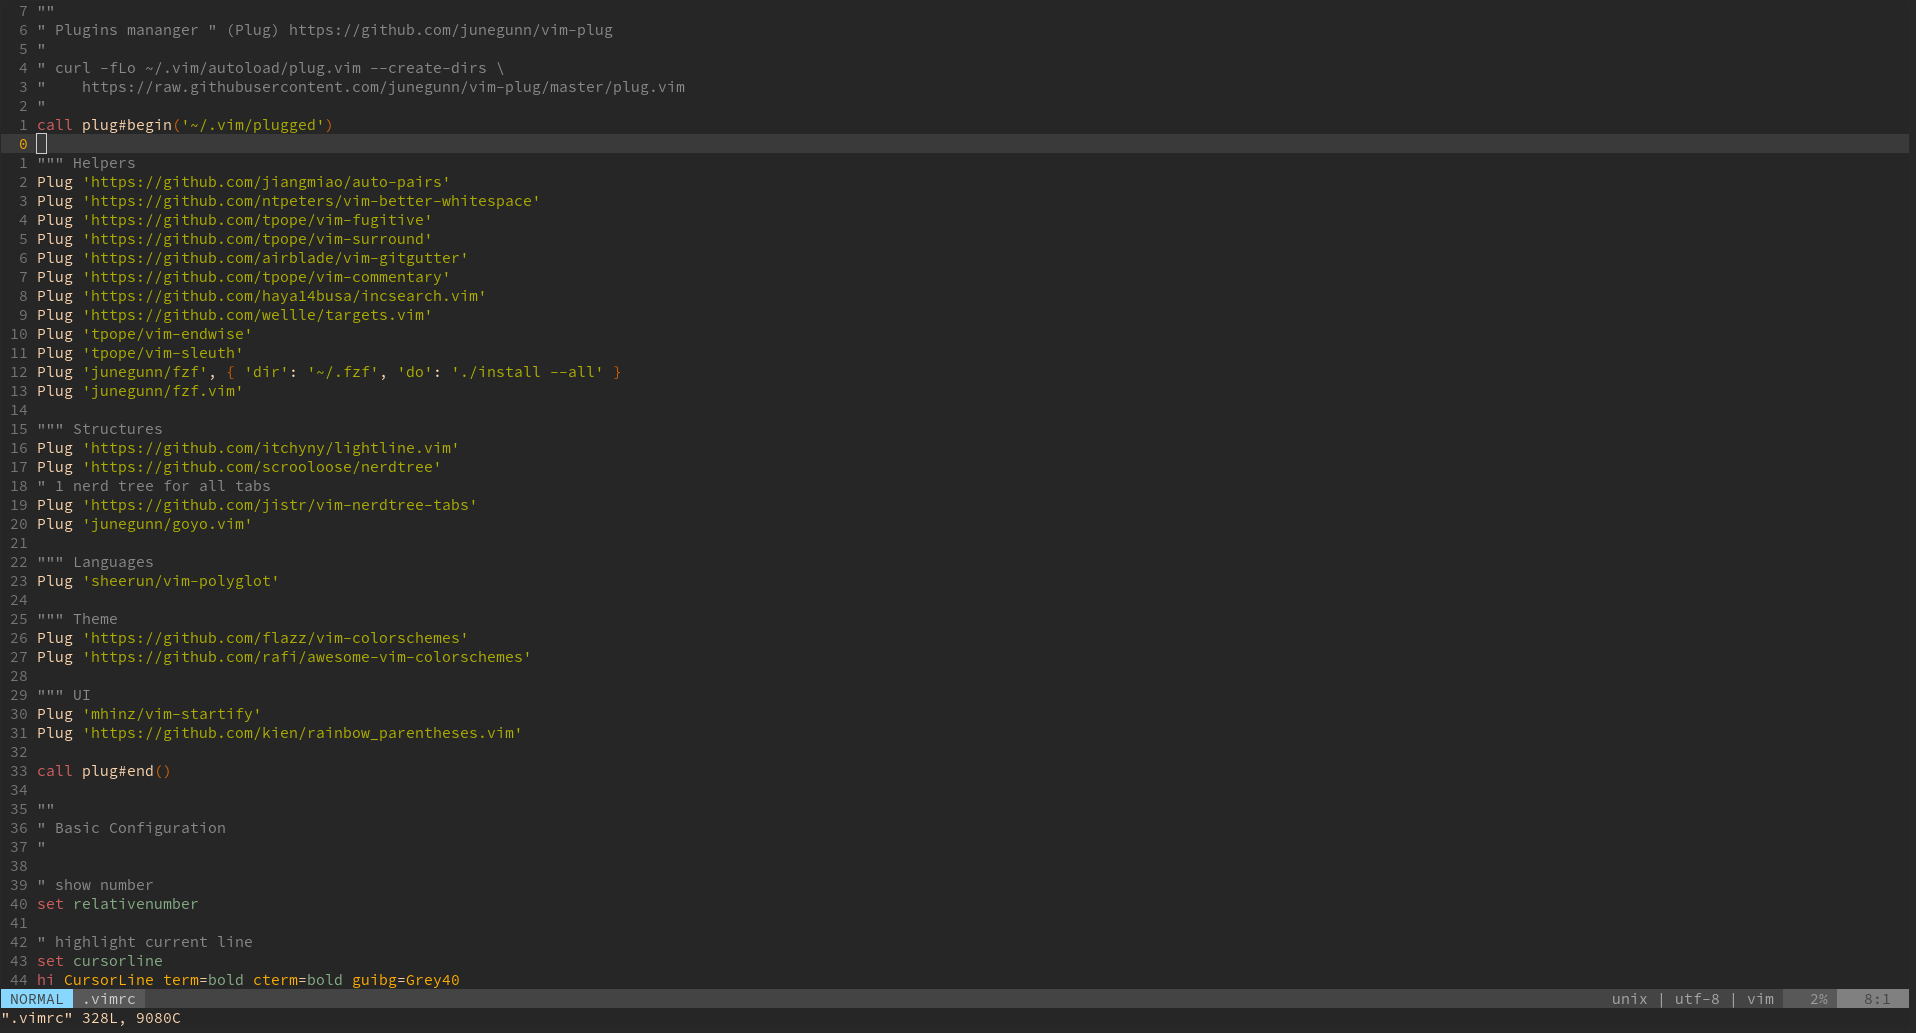 7 ""
6 " Plugins mananger " (Plug) https://github.com/junegunn/vim-plug
5 "
4 " curl -fLo ~/.vim/autoload/plug.vim --create-dirs \
3 "    https://raw.githubusercontent.com/junegunn/vim-plug/master/plug.vim
2 "
1 call plug#begin('~/.vim/plugged')
0
1 """ Helpers
2 Plug 'https://github.com/jiangmiao/auto-pairs'
3 Plug 'https://github.com/ntpeters/vim-better-whitespace'
4 Plug 'https://github.com/tpope/vim-fugitive'
5 Plug 'https://github.com/tpope/vim-surround'
6 Plug 'https://github.com/airblade/vim-gitgutter'
7 Plug 'https://github.com/tpope/vim-commentary'
8 Plug 'https://github.com/haya14busa/incsearch.vim'
9 Plug 'https://github.com/wellle/targets.vim'
10 Plug 'tpope/vim-endwise'
11 Plug 'tpope/vim-sleuth'
12 Plug 'junegunn/fzf', { 'dir': '~/.fzf', 'do': './install --all' }
13 Plug 'junegunn/fzf.vim'
14
15 """ Structures
16 Plug 'https://github.com/itchyny/lightline.vim'
17 Plug 'https://github.com/scrooloose/nerdtree'
18 " 1 nerd tree for all tabs
19 Plug 'https://github.com/jistr/vim-nerdtree-tabs'
20 Plug 'junegunn/goyo.vim'
21
22 """ Languages
23 Plug 'sheerun/vim-polyglot'
24
25 """ Theme
26 Plug 'https://github.com/flazz/vim-colorschemes'
27 Plug 'https://github.com/rafi/awesome-vim-colorschemes'
28
29 """ UI
30 Plug 'mhinz/vim-startify'
31 Plug 'https://github.com/kien/rainbow_parentheses.vim'
32
33 call plug#end()
34
35 ""
36 " Basic Configuration
37 "
38
39 " show number
40 set relativenumber
41
42 " highlight current line
43 set cursorline
44 hi CursorLine term=bold cterm=bold guibg=Grey40
NORMAL .vimrc unix | utf-8 | vim 2% 8:1
".vimrc" 328L, 9080C